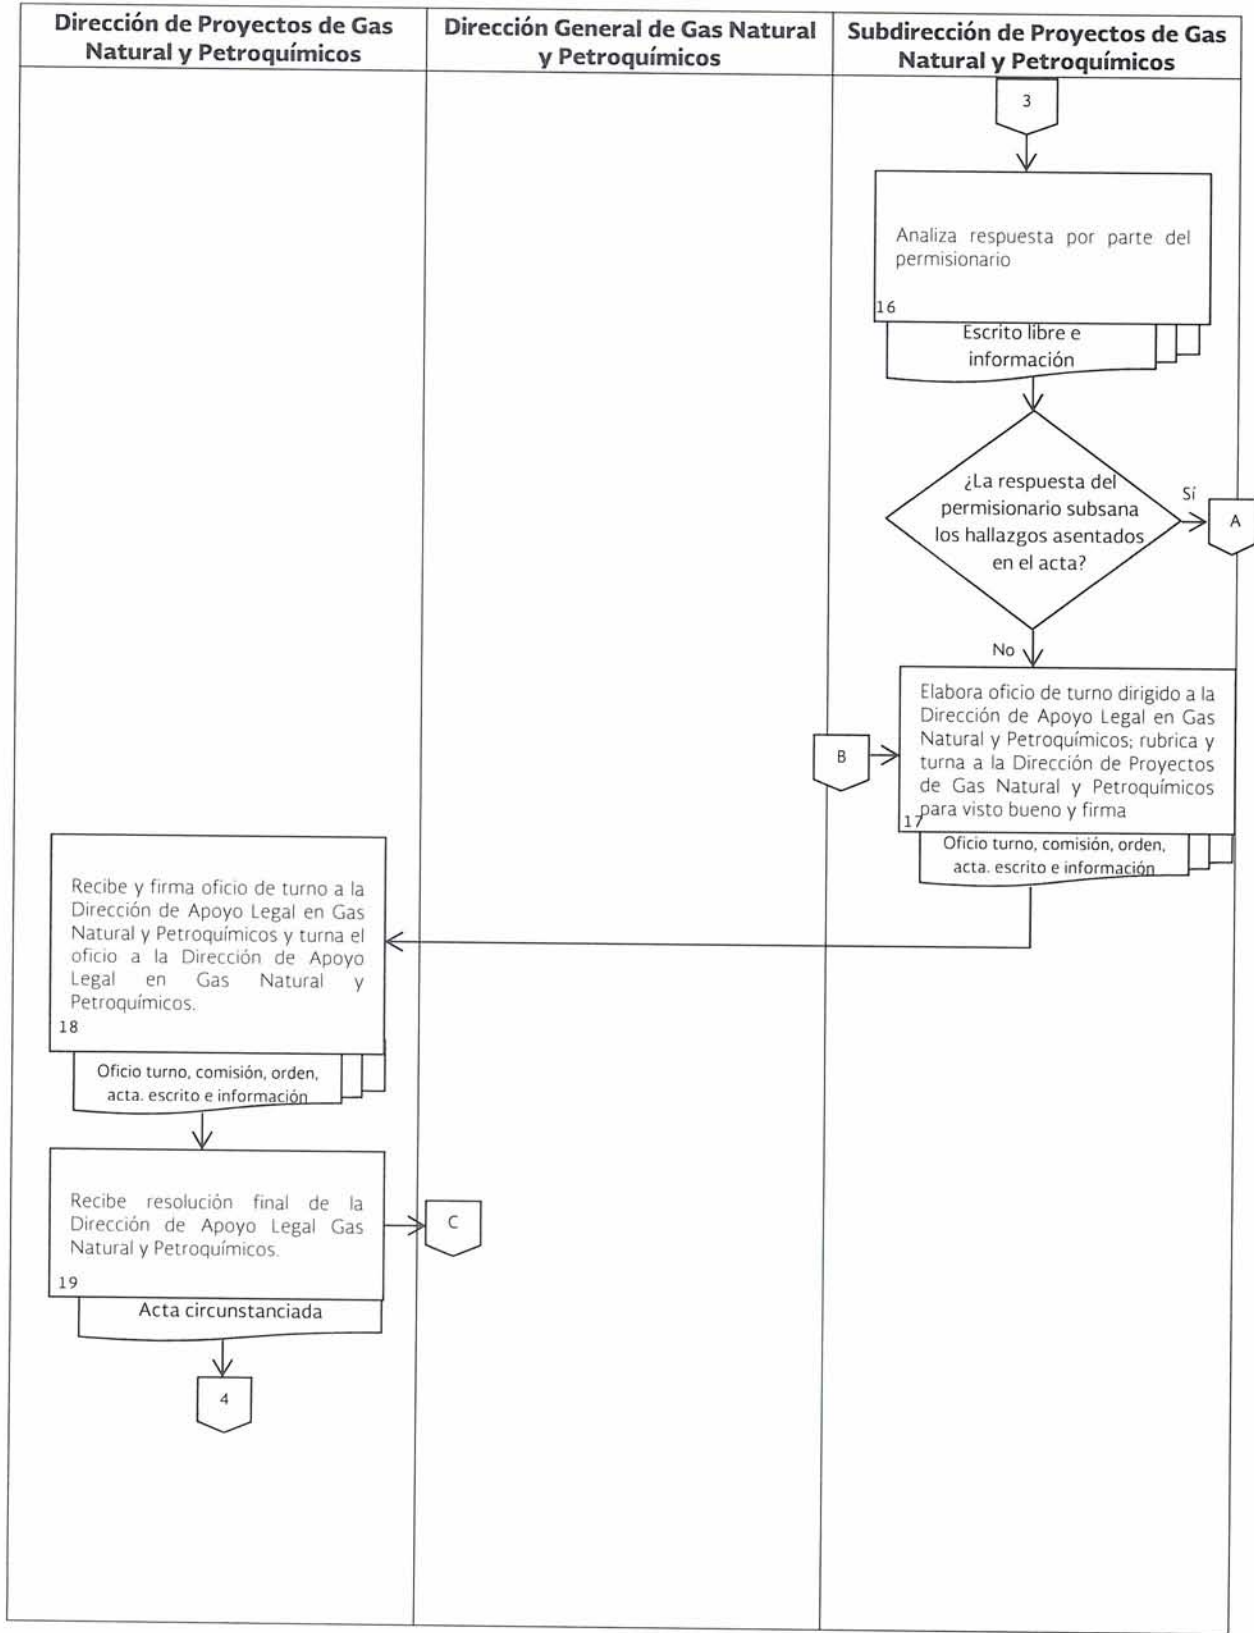 Dirección de Proyectos de Gas
Natural y Petroquímicos
Dirección General de Gas Natural
y Petroquímicos
Subdirección de Proyectos de Gas
Natural y Petroquímicos
3
Analiza respuesta por parte del
permisionario
16
Escrito libre e
información
¿La respuesta del
permisionario subsana
los hallazgos asentados
en el acta?
Sí
A
No
B
Elabora oficio de turno dirigido a la
Dirección de Apoyo Legal en Gas
Natural y Petroquímicos; rubrica y
turna a la Dirección de Proyectos
de Gas Natural y Petroquímicos
para visto bueno y firma
17
Oficio turno, comisión, orden,
acta. escrito e información
Recibe y firma oficio de turno a la
Dirección de Apoyo Legal en Gas
Natural y Petroquímicos y turna el
oficio a la Dirección de Apoyo
Legal en Gas Natural y
Petroquímicos.
18
Oficio turno, comisión, orden,
acta. escrito e información
Recibe resolución final de la
Dirección de Apoyo Legal Gas
Natural y Petroquímicos.
19
C
Acta circunstanciada
4